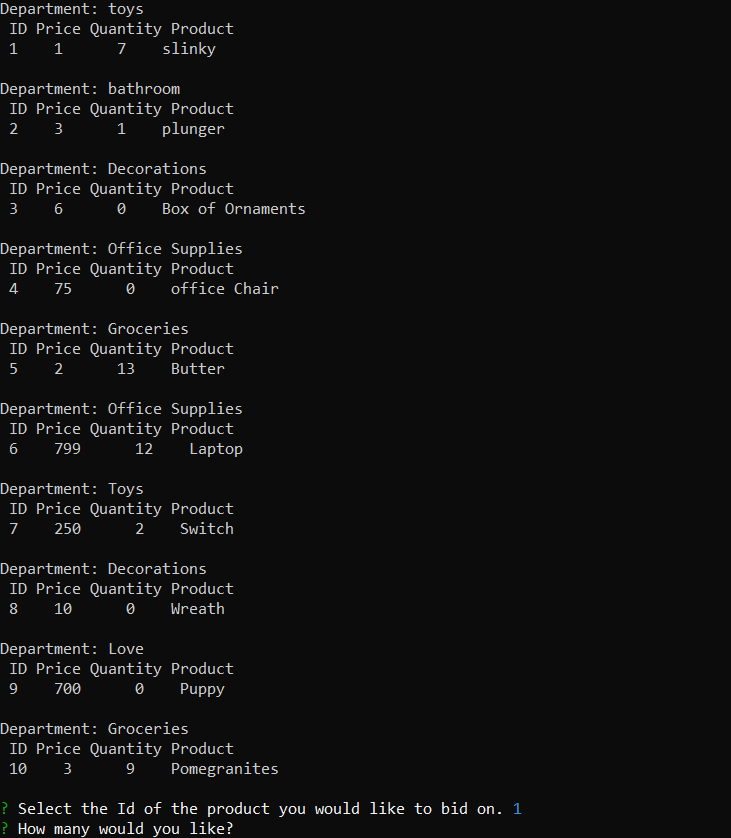 Department: toys
ID Price Quantity Product
1 1 7 slinky
Department: bathroom
ID Price Quantity Product
2 3 1 plunger
Department: Decorations
ID Price Quantity Product
3 6 0 Box of Ornaments
Department: Office Supplies
ID Price Quantity Product
4 75 0 office Chair
Department: Groceries
ID Price Quantity Product
5 2 13 Butter
Department: Office Supplies
ID Price Quantity Product
6 799 12 Laptop
Department: Toys
ID Price Quantity Product
7 250 2 Switch
Department: Decorations
ID Price Quantity Product
8 10 0 Wreath
Department: Love
ID Price Quantity Product
9 700 0 Puppy
Department: Groceries
ID Price Quantity Product
10 3 9 Pomegranites
? Select the Id of the product you would like to bid on. 1
? How many would you like?